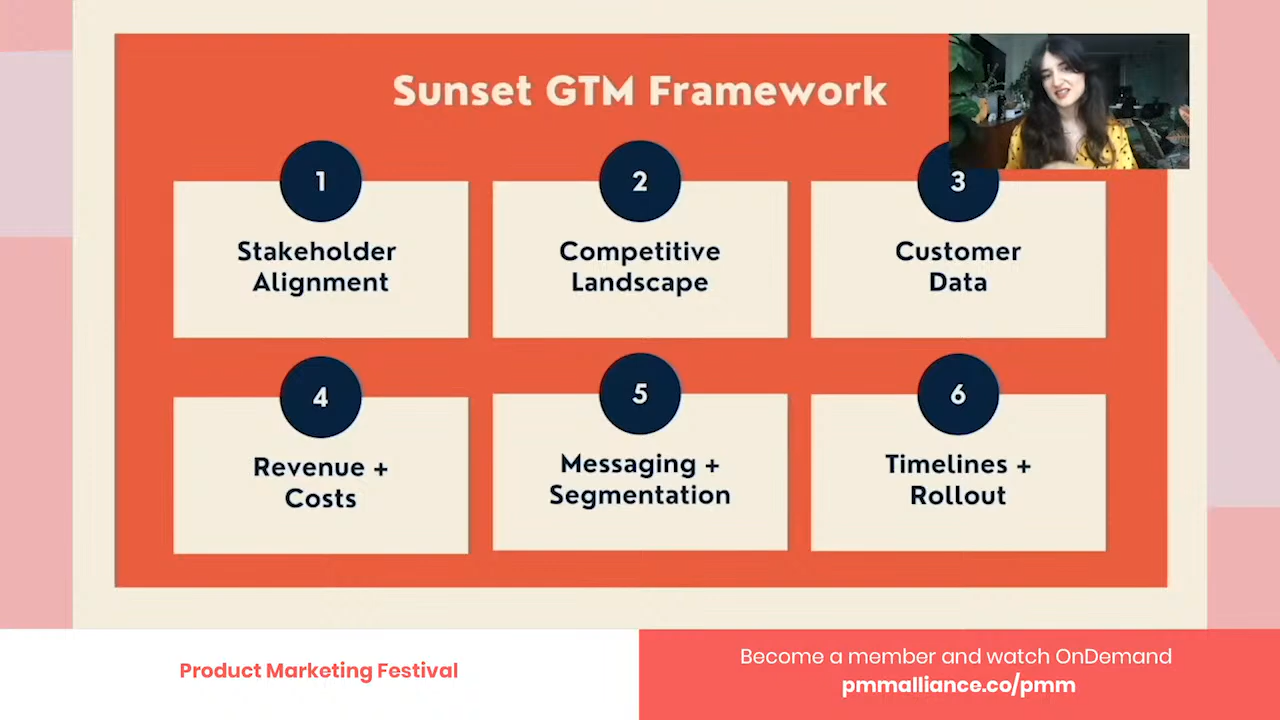 Sunset GTM Framework
1
Stakeholder
Alignment
2
Competitive
Landscape
3
Customer
Data
4
Revenue +
Costs
5
Messaging +
Segmentation
6
Timelines +
Rollout
Product Marketing Festival
Become a member and watch OnDemand
pmmalliance.co/pmm